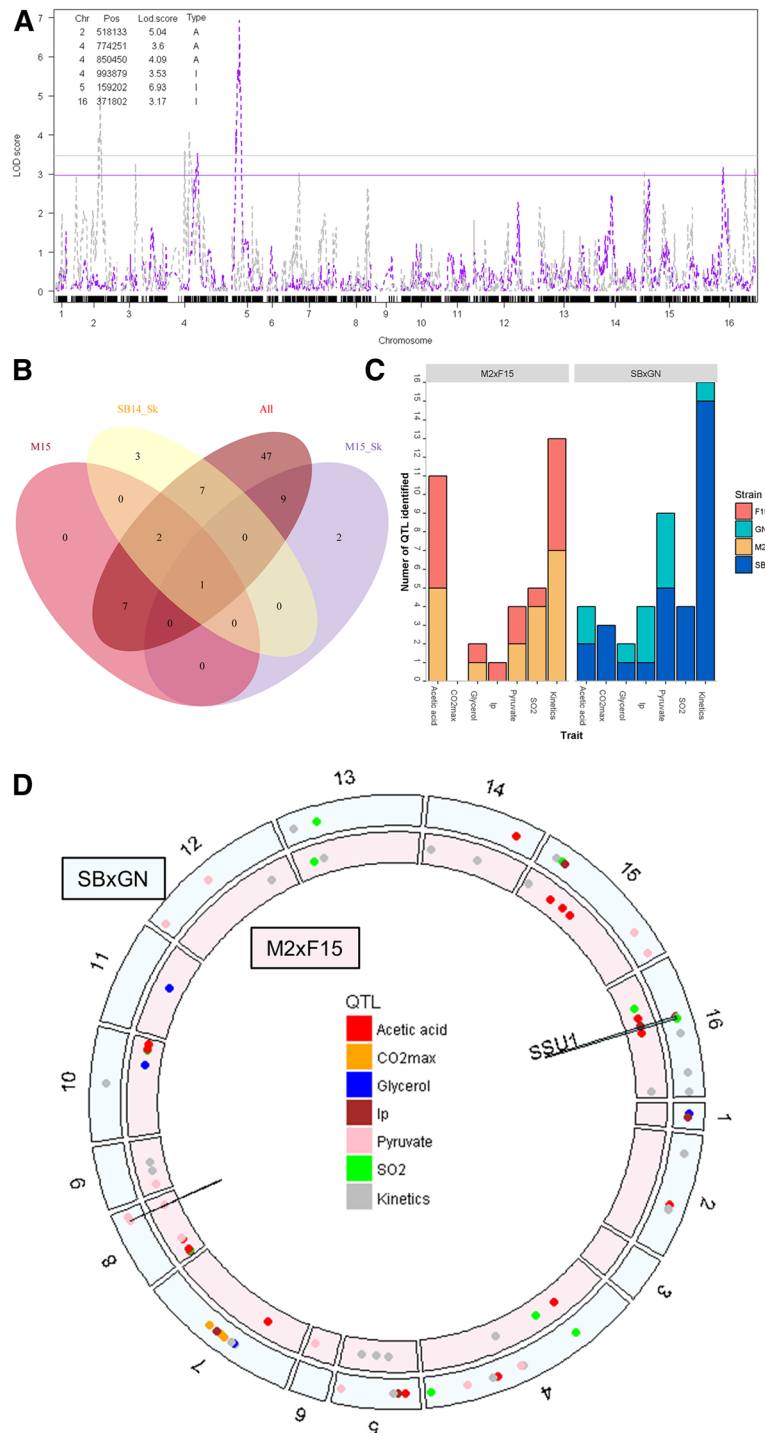 A
Chr Pos Lod.score Type
2 518133 5.04 A
4 774251 3.6 A
4 850450 4.09 A
4 993879 3.53 I
5 159202 6.93 I
16 371802 3.17 I
LOD score
7
6
5
4
3
2
1
0
1 2 3 4 5 6 7 8 9 10 11 12 13 14 15 16
Chromosome
B
M15
SB14_Sk
All
M15_Sk
3 47
0 7 9
0 2 0 2
1
7 0 0 0
0
C
M2xF15 SBxGN
Numer of QTL identified
16
15
14
13
12
11
10
9
8
7
6
5
4
3
2
1
0
Acetic acid
CO2max
Glycerol
Ip
Pyruvate
SO2
Kinetics
Acetic acid
CO2max
Glycerol
Ip
Pyruvate
SO2
Kinetics
Trait
Strain
F15
GN
M2
SB
D
SBxGN
M2xF15
QTL
Acetic acid
CO2max
Glycerol
Ip
Pyruvate
SO2
Kinetics
SSU1
1
2
3
4
5
6
7
8
9
10
11
12
13
14
15
16